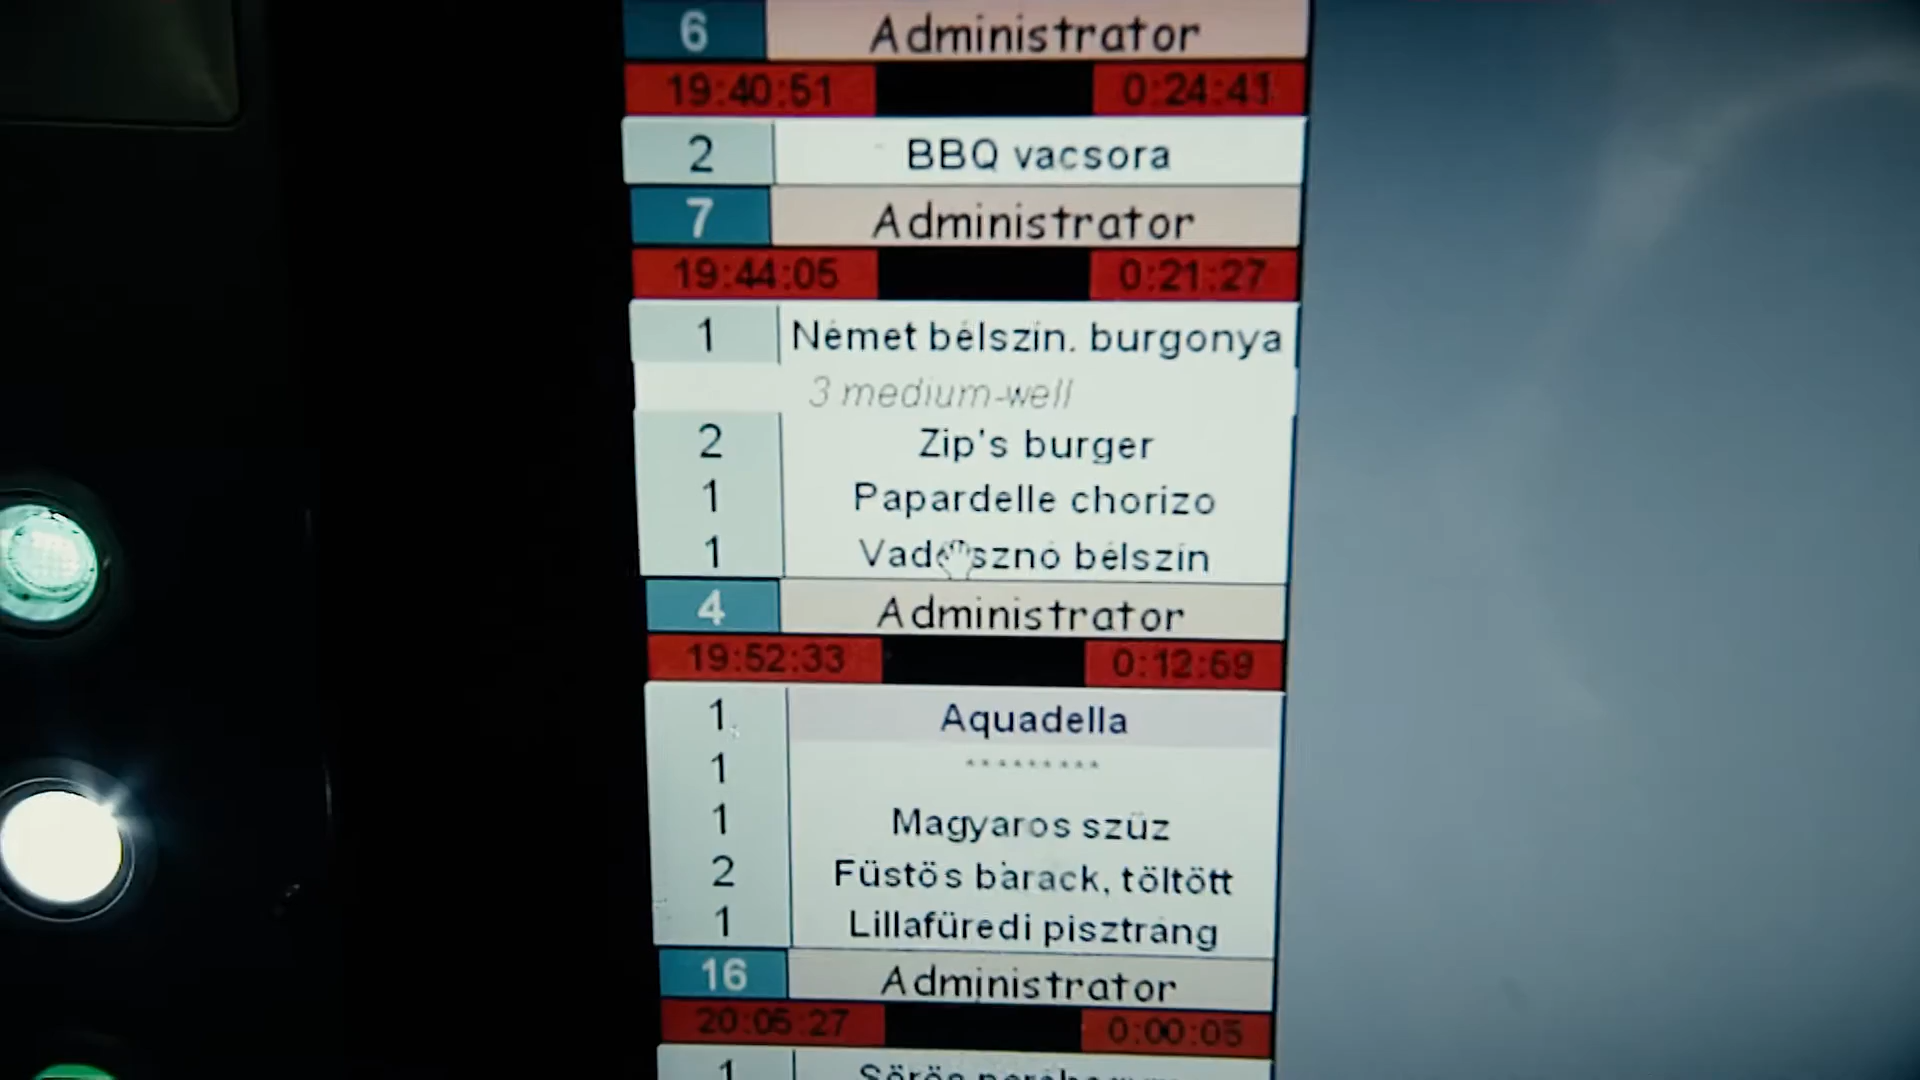 6 Administrator
19:40:51 0:24:41
2 BBQ vacsora
7 Administrator
19:44:05 0:21:27
1 Német bélszín. burgonya
3 medium-well
2 Zip's burger
1 Papardelle chorizo
1 bélszín
4 Administrator
19:52:33 0:12:59
1 Aquadella
1 *********
1 Magyaros szűz
2 Füstös barack, töltött
1 Lillafüredi pisztráng
16 Administrator
20:05:27 0:00:05
1